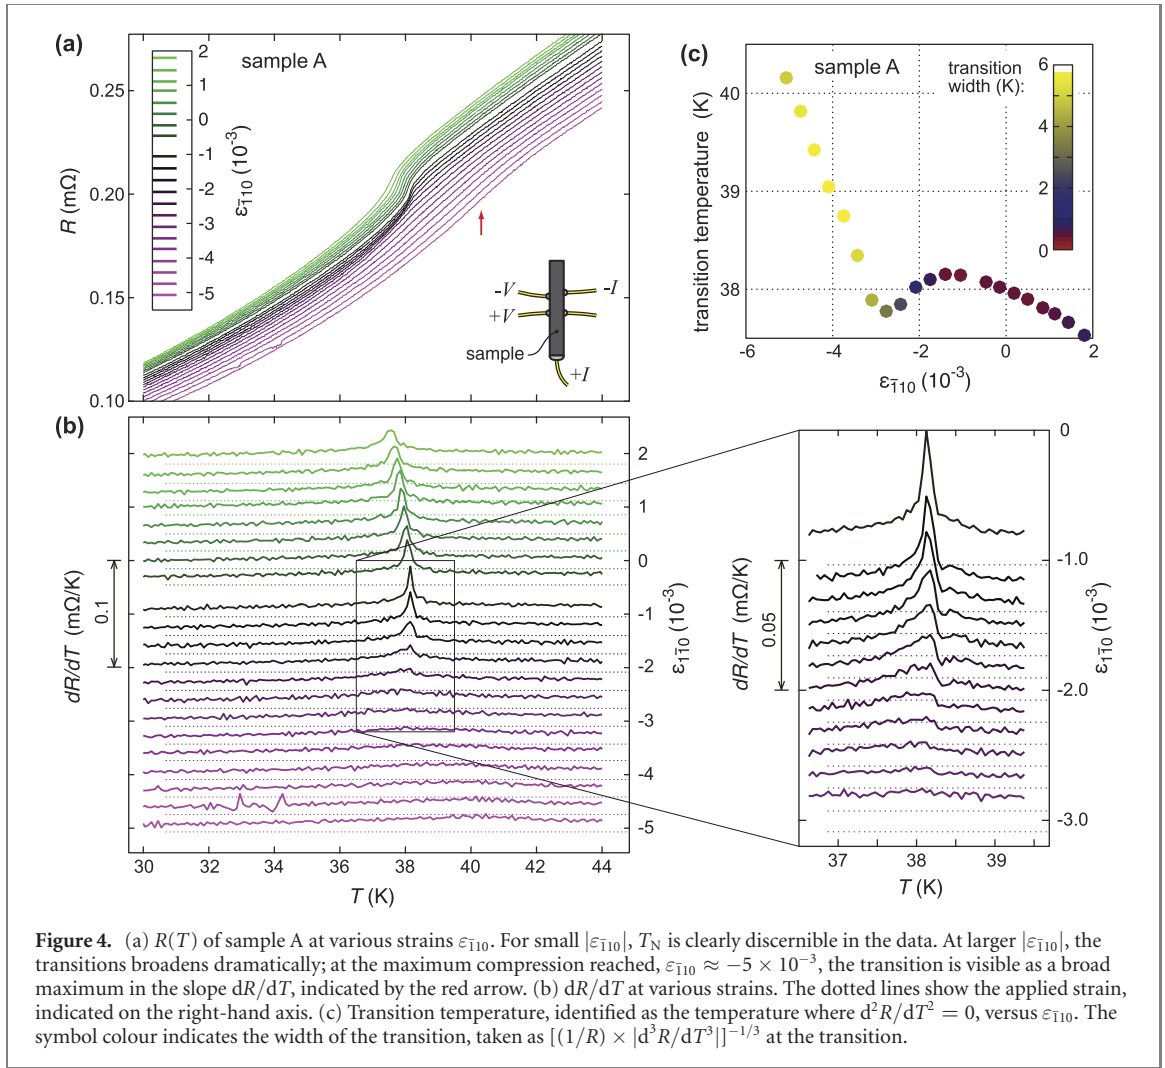 (a)
sample A
2
1
0
-1
-2
-3
-4
-5
ε1̄10 (10⁻³)
0.25
0.20
0.15
0.10
R (mΩ)
-V
-I
+V
sample
+I
(c)
sample A
transition
width (K):
6
4
2
0
40
39
38
transition temperature (K)
-6
-4
-2
0
2
ε1̄10 (10⁻³)
(b)
2
1
0
-1
-2
-3
-4
-5
ε11̄0 (10⁻³)
dR/dT (mΩ/K)
0.1
30
32
34
36
38
40
42
44
T (K)
0
-1.0
-2.0
-3.0
ε11̄0 (10⁻³)
dR/dT (mΩ/K)
0.05
37
38
39
T (K)
Figure 4. (a) R(T) of sample A at various strains ε1̄10. For small |ε1̄10|, TN is clearly discernible in the data. At larger |ε1̄10|, the
transitions broadens dramatically; at the maximum compression reached, ε1̄10 ≈ −5 × 10⁻³, the transition is visible as a broad
maximum in the slope dR/dT, indicated by the red arrow. (b) dR/dT at various strains. The dotted lines show the applied strain,
indicated on the right-hand axis. (c) Transition temperature, identified as the temperature where d²R/dT² = 0, versus ε1̄10. The
symbol colour indicates the width of the transition, taken as [(1/R) × |d³R/dT³|]⁻¹/³ at the transition.